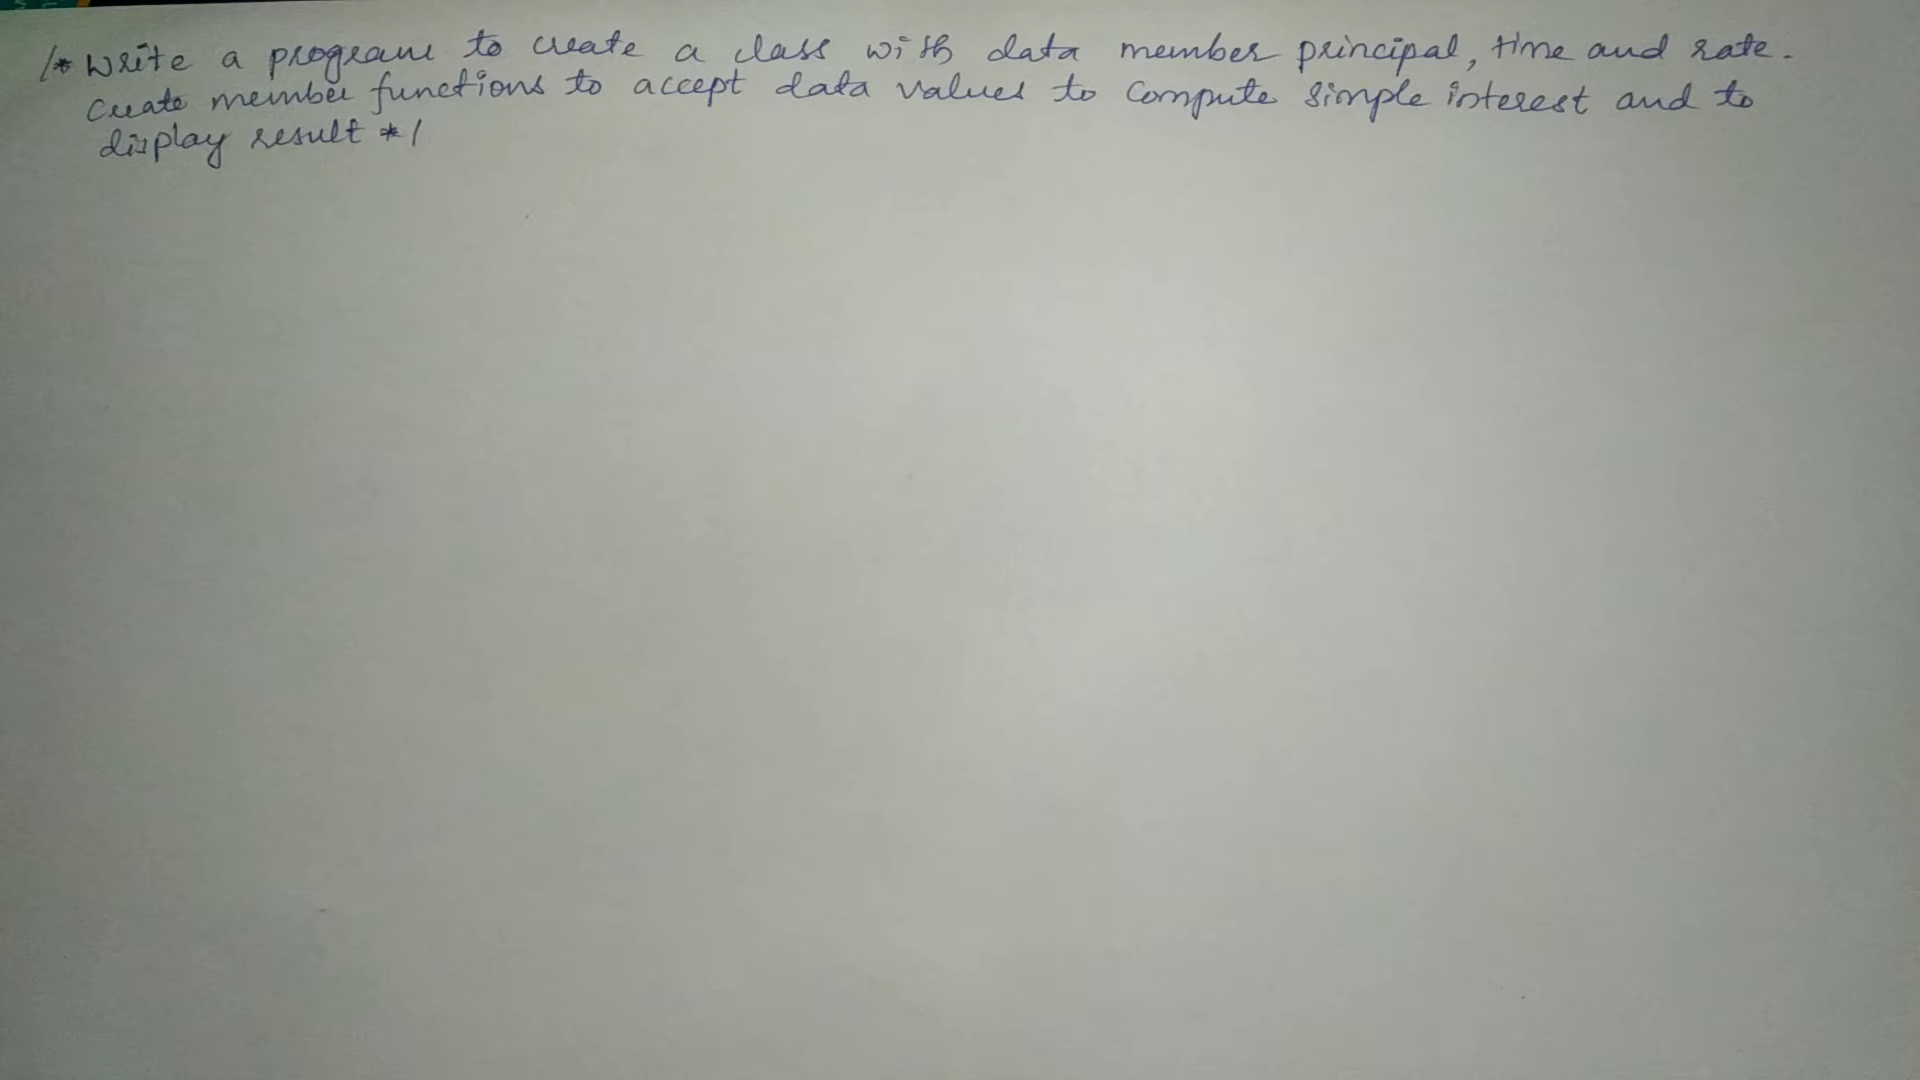 /* Write a program to create a class with data member principal, time and rate.
Create member functions to accept data values to compute simple interest and to
display result */